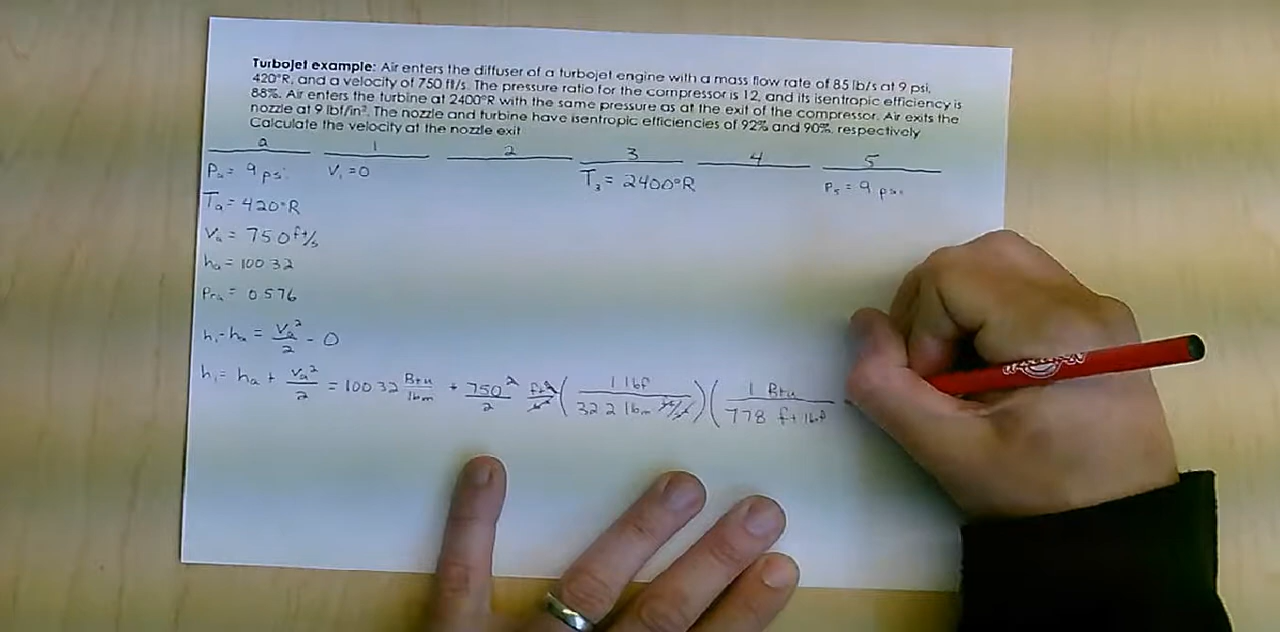 Turbojet example: Air enters the diffuser of a turbojet engine with a mass flow rate of 85 lb/s at 9 psi,
420°R, and a velocity of 750 ft/s. The pressure ratio for the compressor is 12, and its isentropic efficiency is
88%. Air enters the turbine at 2400°R with the same pressure as at the exit of the compressor. Air exits the
nozzle at 9 lbf/in². The nozzle and turbine have isentropic efficiencies of 92% and 90%, respectively
Calculate the velocity at the nozzle exit
a 1 2 3 4 5
Pa = 9 psi V₁ = 0 T₃ = 2400°R P₅ = 9 psi
Ta = 420°R
Va = 750 ft/s
ha = 100.32
Pra = 0.576
h₁-ha = Va²/2 - 0
h₁ = ha + Va²/2 = 100.32 Btu/lbm + 750²/2 ft²/s² (1 lbf / 32.2 lbm ft/s²) (1 Btu / 778 ft lbf)